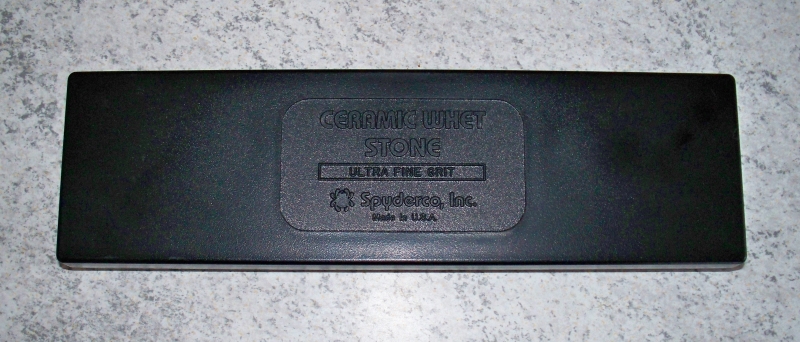 CERAMIC WHET
STONE
ULTRA FINE GRIT
Spyderco, Inc.
Made in U.S.A.